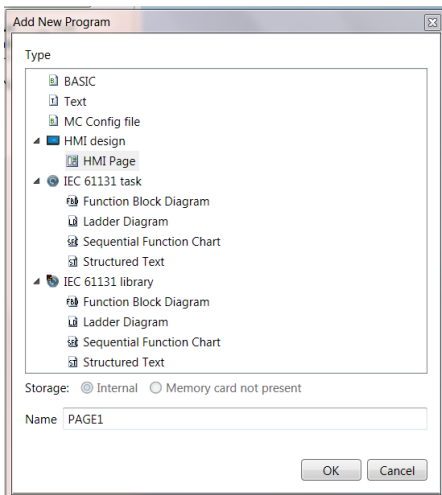 Add New Program
Type
BASIC
Text
MC Config file
HMI design
HMI Page
IEC 61131 task
Function Block Diagram
Ladder Diagram
Sequential Function Chart
Structured Text
IEC 61131 library
Function Block Diagram
Ladder Diagram
Sequential Function Chart
Structured Text
Storage: Internal Memory card not present
Name PAGE1
OK Cancel